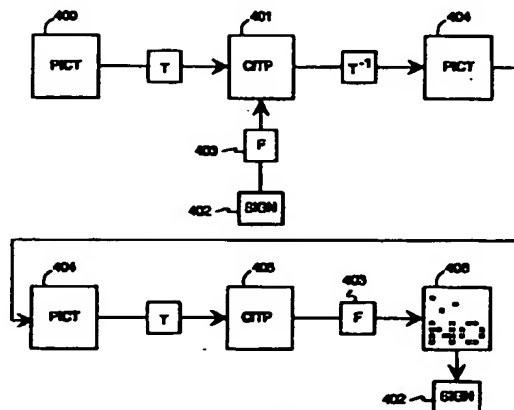 400 401 404
PICT T CITP T⁻¹ PICT
403 F
402 SIGN
404 405 403 406
PICT T CITP F
402 SIGN